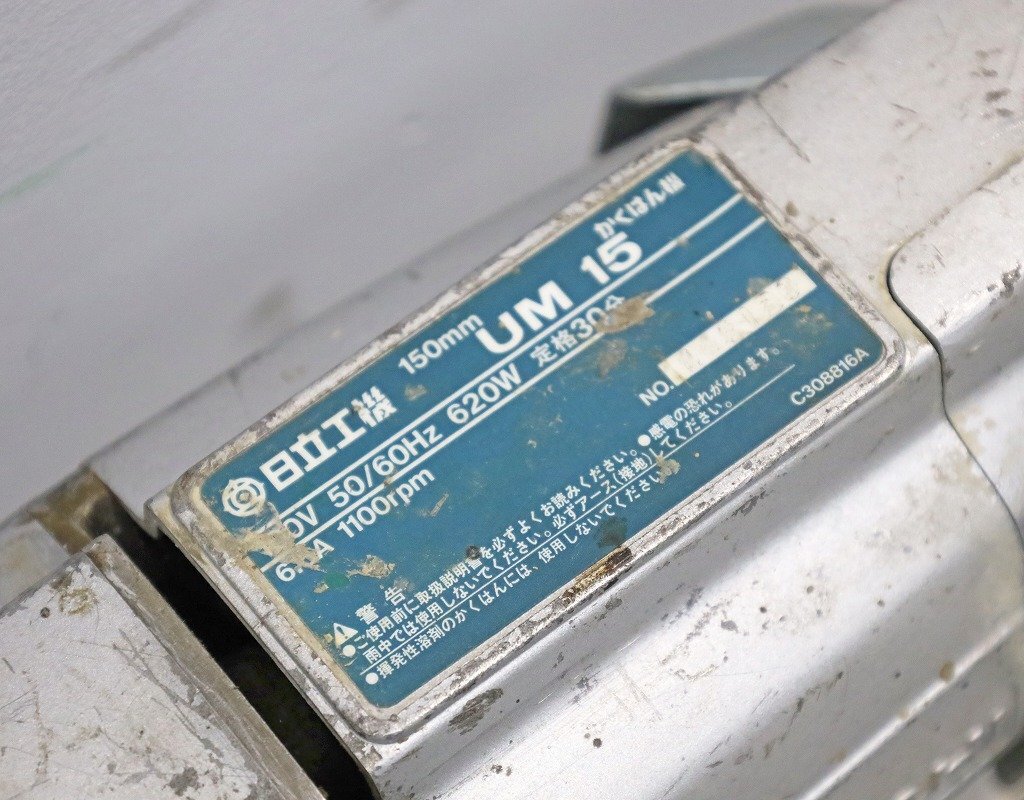 日立工機 150mm UM 15 かくはん機
0V 50/60Hz 620W 定格30分
A 1100rpm
NO.
警告
●ご使用前に取扱説明書を必ずよくお読みください。●感電の恐れがあります。
雨中では使用しないでください。必ずアース(接地)してください。
●揮発性溶剤のかくはんには、使用しないでください。
C308816A